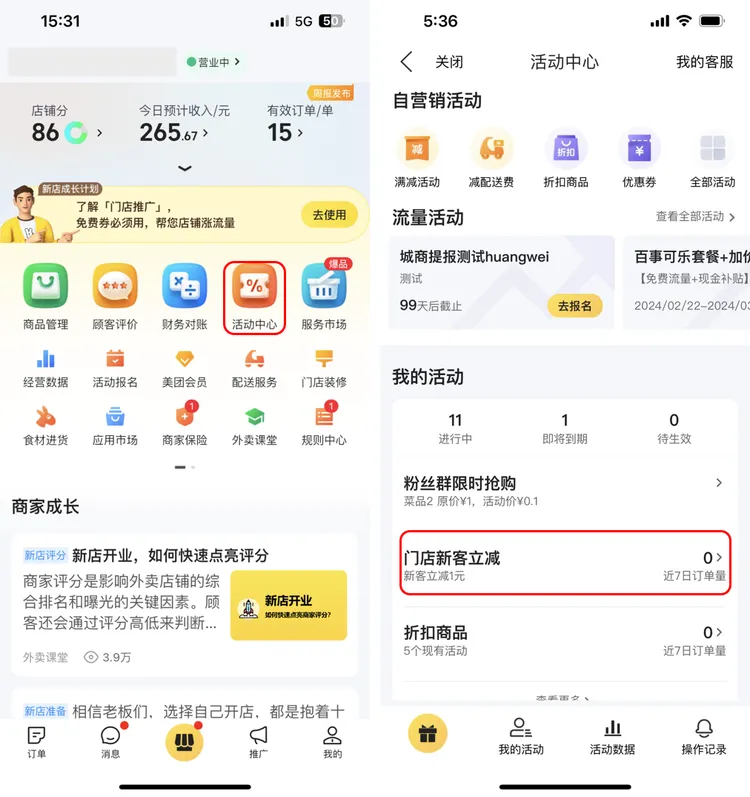 15:31
5G
50
营业中
周报发布
店铺分
今日预计收入/元
有效订单/单
86
265.67
15
新店成长计划
了解「门店推广」，
免费券必须用，帮您店铺涨流量
去使用
爆品
商品管理
顾客评价
财务对账
活动中心
服务市场
经营数据
活动报名
美团会员
配送服务
门店装修
1
1
食材进货
应用市场
商家保险
外卖课堂
规则中心
商家成长
新店评分 新店开业，如何快速点亮评分
商家评分是影响外卖店铺的综
合排名和曝光的关键因素。顾
客还会通过评分高低来判断...
新店开业
如何快速点亮商家评分?
外卖课堂
3.9万
新店准备 相信老板们，选择自己开店，都是抱着十
订单
消息
推广
我的
5:36
关闭
活动中心
我的客服
自营销活动
减
折扣
¥
满减活动
减配送费
折扣商品
优惠券
全部活动
流量活动
查看全部活动
城商提报测试huangwei
测试
99天后截止
去报名
百事可乐套餐+加价
【免费流量+现金补贴】
2024/02/22-2024/03
我的活动
11
1
0
进行中
即将到期
待生效
粉丝群限时抢购
菜品2 原价¥1，活动价¥0.1
门店新客立减
0
新客立减1元
近7日订单量
折扣商品
0
5个现有活动
近7日订单量
查看更多
我的活动
活动数据
操作记录